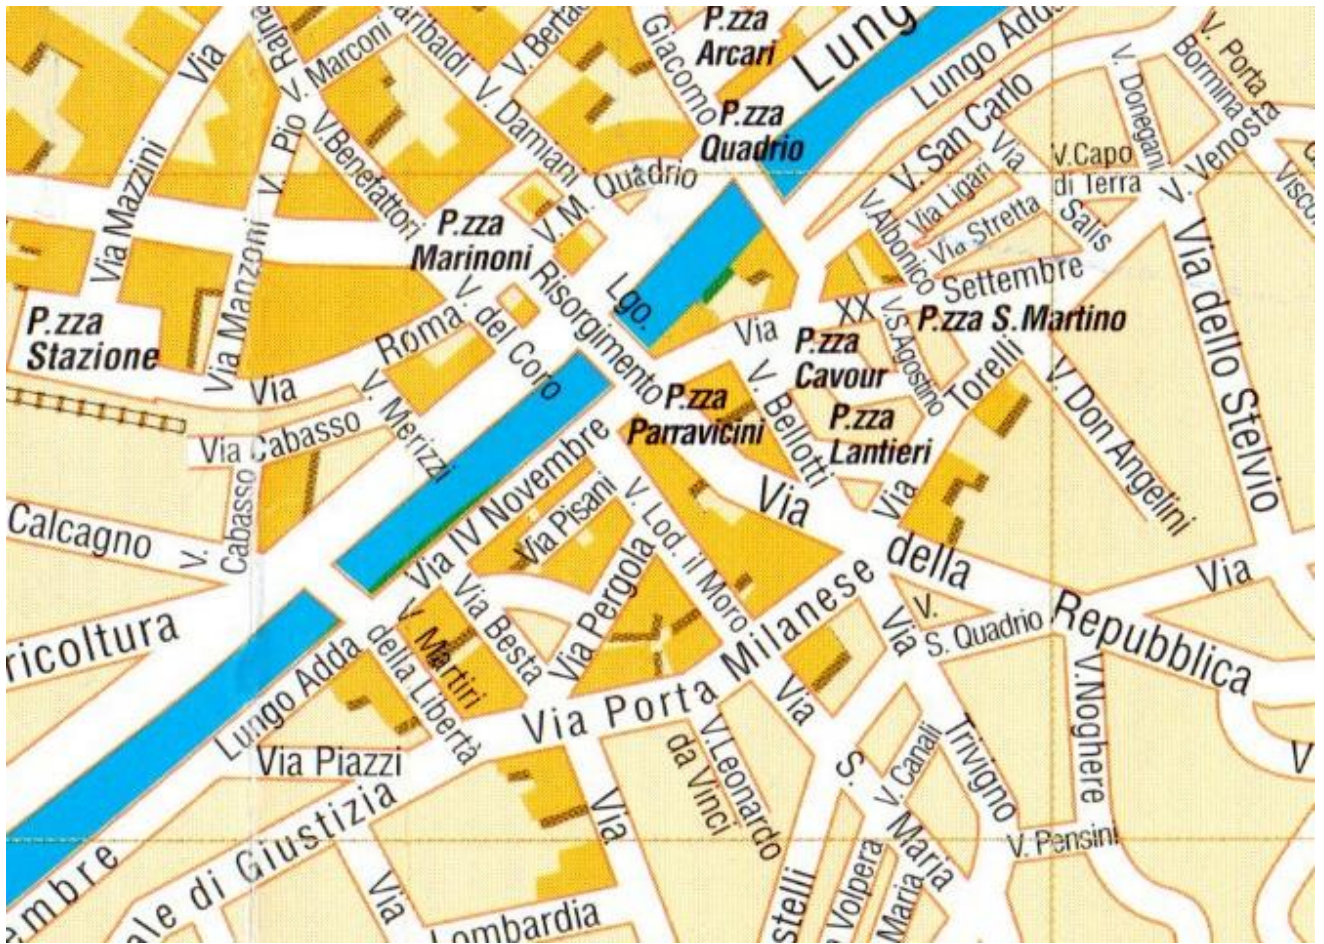 Via
V. Marconi
Garibaldi
V. Bertacchi
Giacomo
P.zza
Arcari
Lung
Lungo Adda
V. Porta
Bormina
V. Donegani
V. Venosta
V. Pio Rajna
V.Benefattori
V. Damiani
P.zza
Quadrio
V. San Carlo
Via
Salis
V.Capo
di Terra
Via Mazzini
V. M. Quadrio
V.Albonico
Via Ligari
Via Stretta
Via Manzoni
P.zza
Marinoni
Risorgimento
Lgo.
XX
Settembre
Via dello Stelvio
P.zza
Stazione
Via
Roma
V. del Coro
Via
P.zza
Cavour
V.S.Agostino
P.zza S.Martino
V. Merizzi
P.zza
Parravicini
V. Bellotti
P.zza
Lantieri
Via
Torelli
V. Don Angelini
Via Cabasso
V.
Cabasso
Calcagno
Via IV Novembre
Via Pisani
V. Lod. il Moro
Via
della
Repubblica
Via
ricoltura
Lungo Adda
V. Martiri
della Libertà
Via Besta
Via Pergola
Via Porta
Milanese
Via
V.
S. Quadrio
V.Noghere
Via Piazzi
V.Leonardo
da Vinci
Via
S.
Maria
V. Canali
Trivigno
V
embre
ale di Giustizia
Via
Via
Lombardia
stelli
Volpera
Maria
V. Pensini